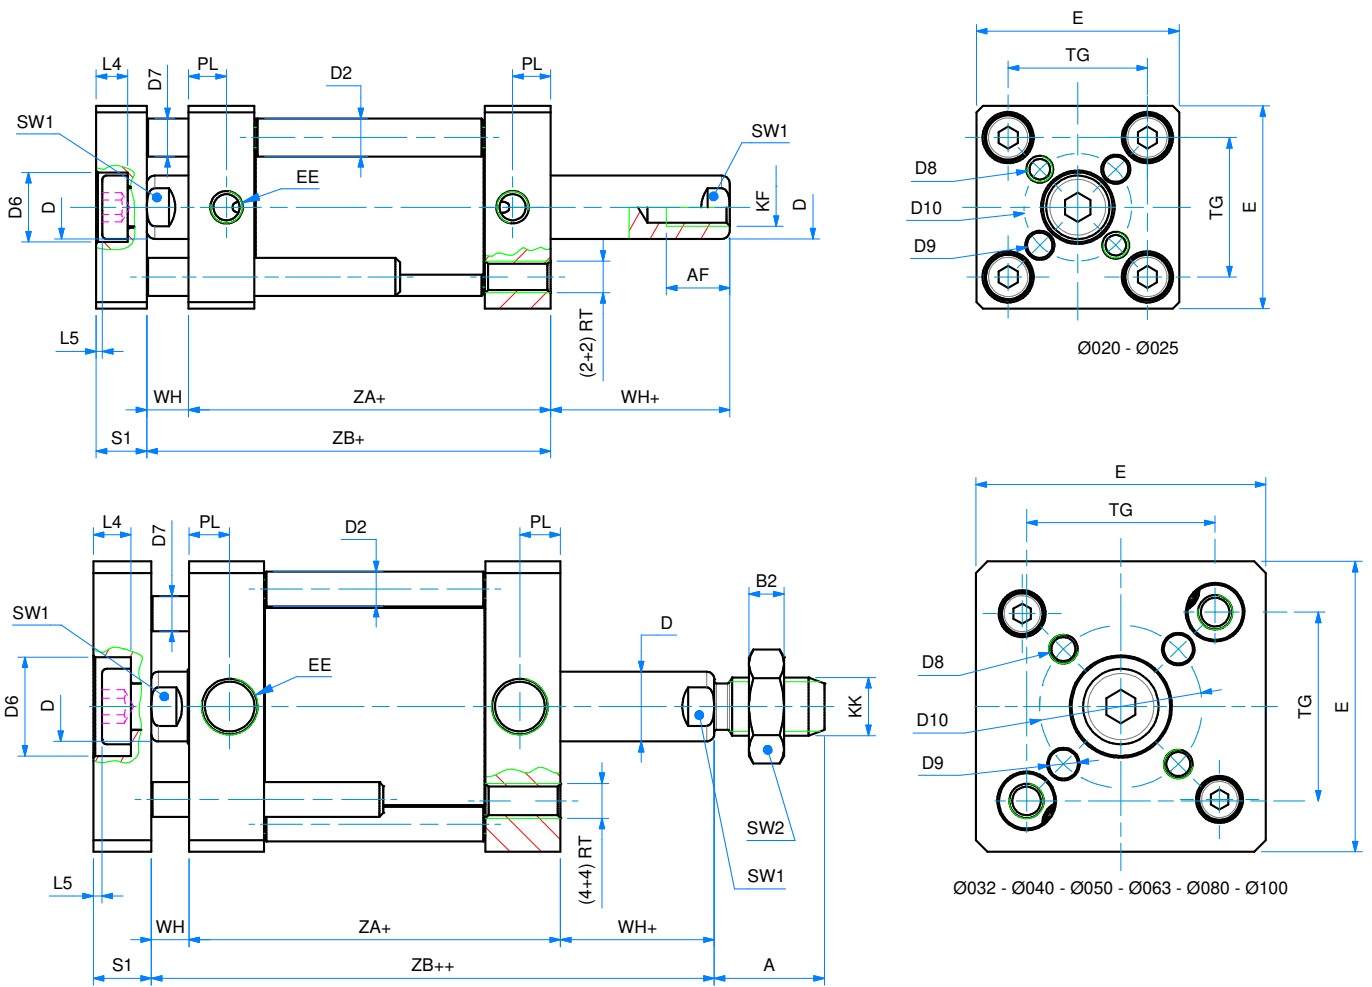 L4
D7
PL
D2
PL
SW1
EE
SW1
D6
D
KF
D
AF
L5
(2+2) RT
WH
ZA+
WH+
S1
ZB+
E
TG
D8
D10
D9
TG
E
Ø020 - Ø025
L4
D7
PL
D2
PL
B2
SW1
D
EE
D6
D
KK
SW2
SW1
L5
(4+4) RT
WH
ZA+
WH+
S1
ZB++
A
E
TG
D8
D10
D9
TG
E
Ø032 - Ø040 - Ø050 - Ø063 - Ø080 - Ø100